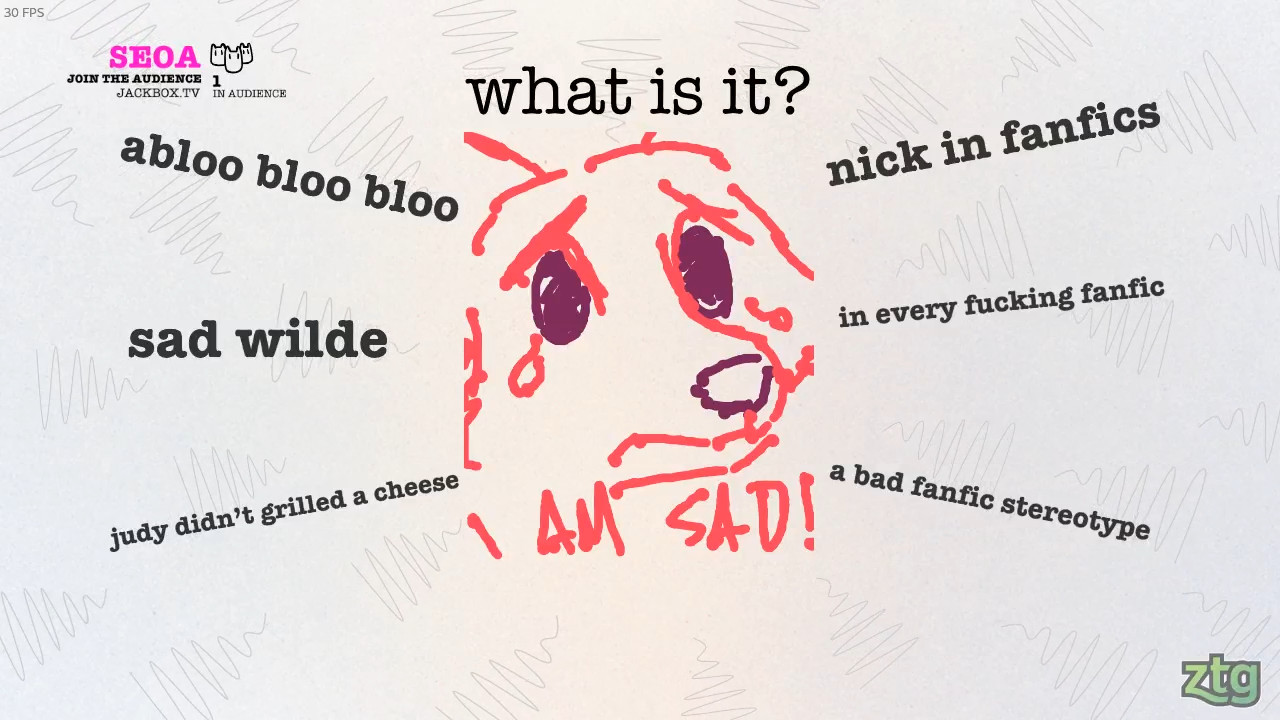 30 FPS
SEOA
JOIN THE AUDIENCE
JACKBOX.TV
1
IN AUDIENCE
what is it?
abloo bloo bloo
nick in fanfics
sad wilde
in every fucking fanfic
judy didn't grilled a cheese
a bad fanfic stereotype
I AM SAD!
ztg